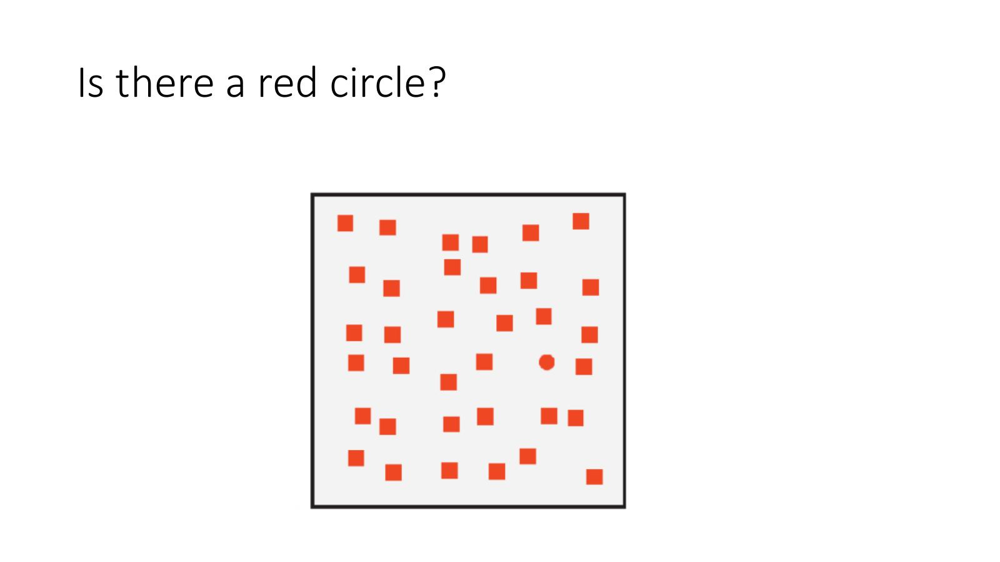 Is there a red circle?